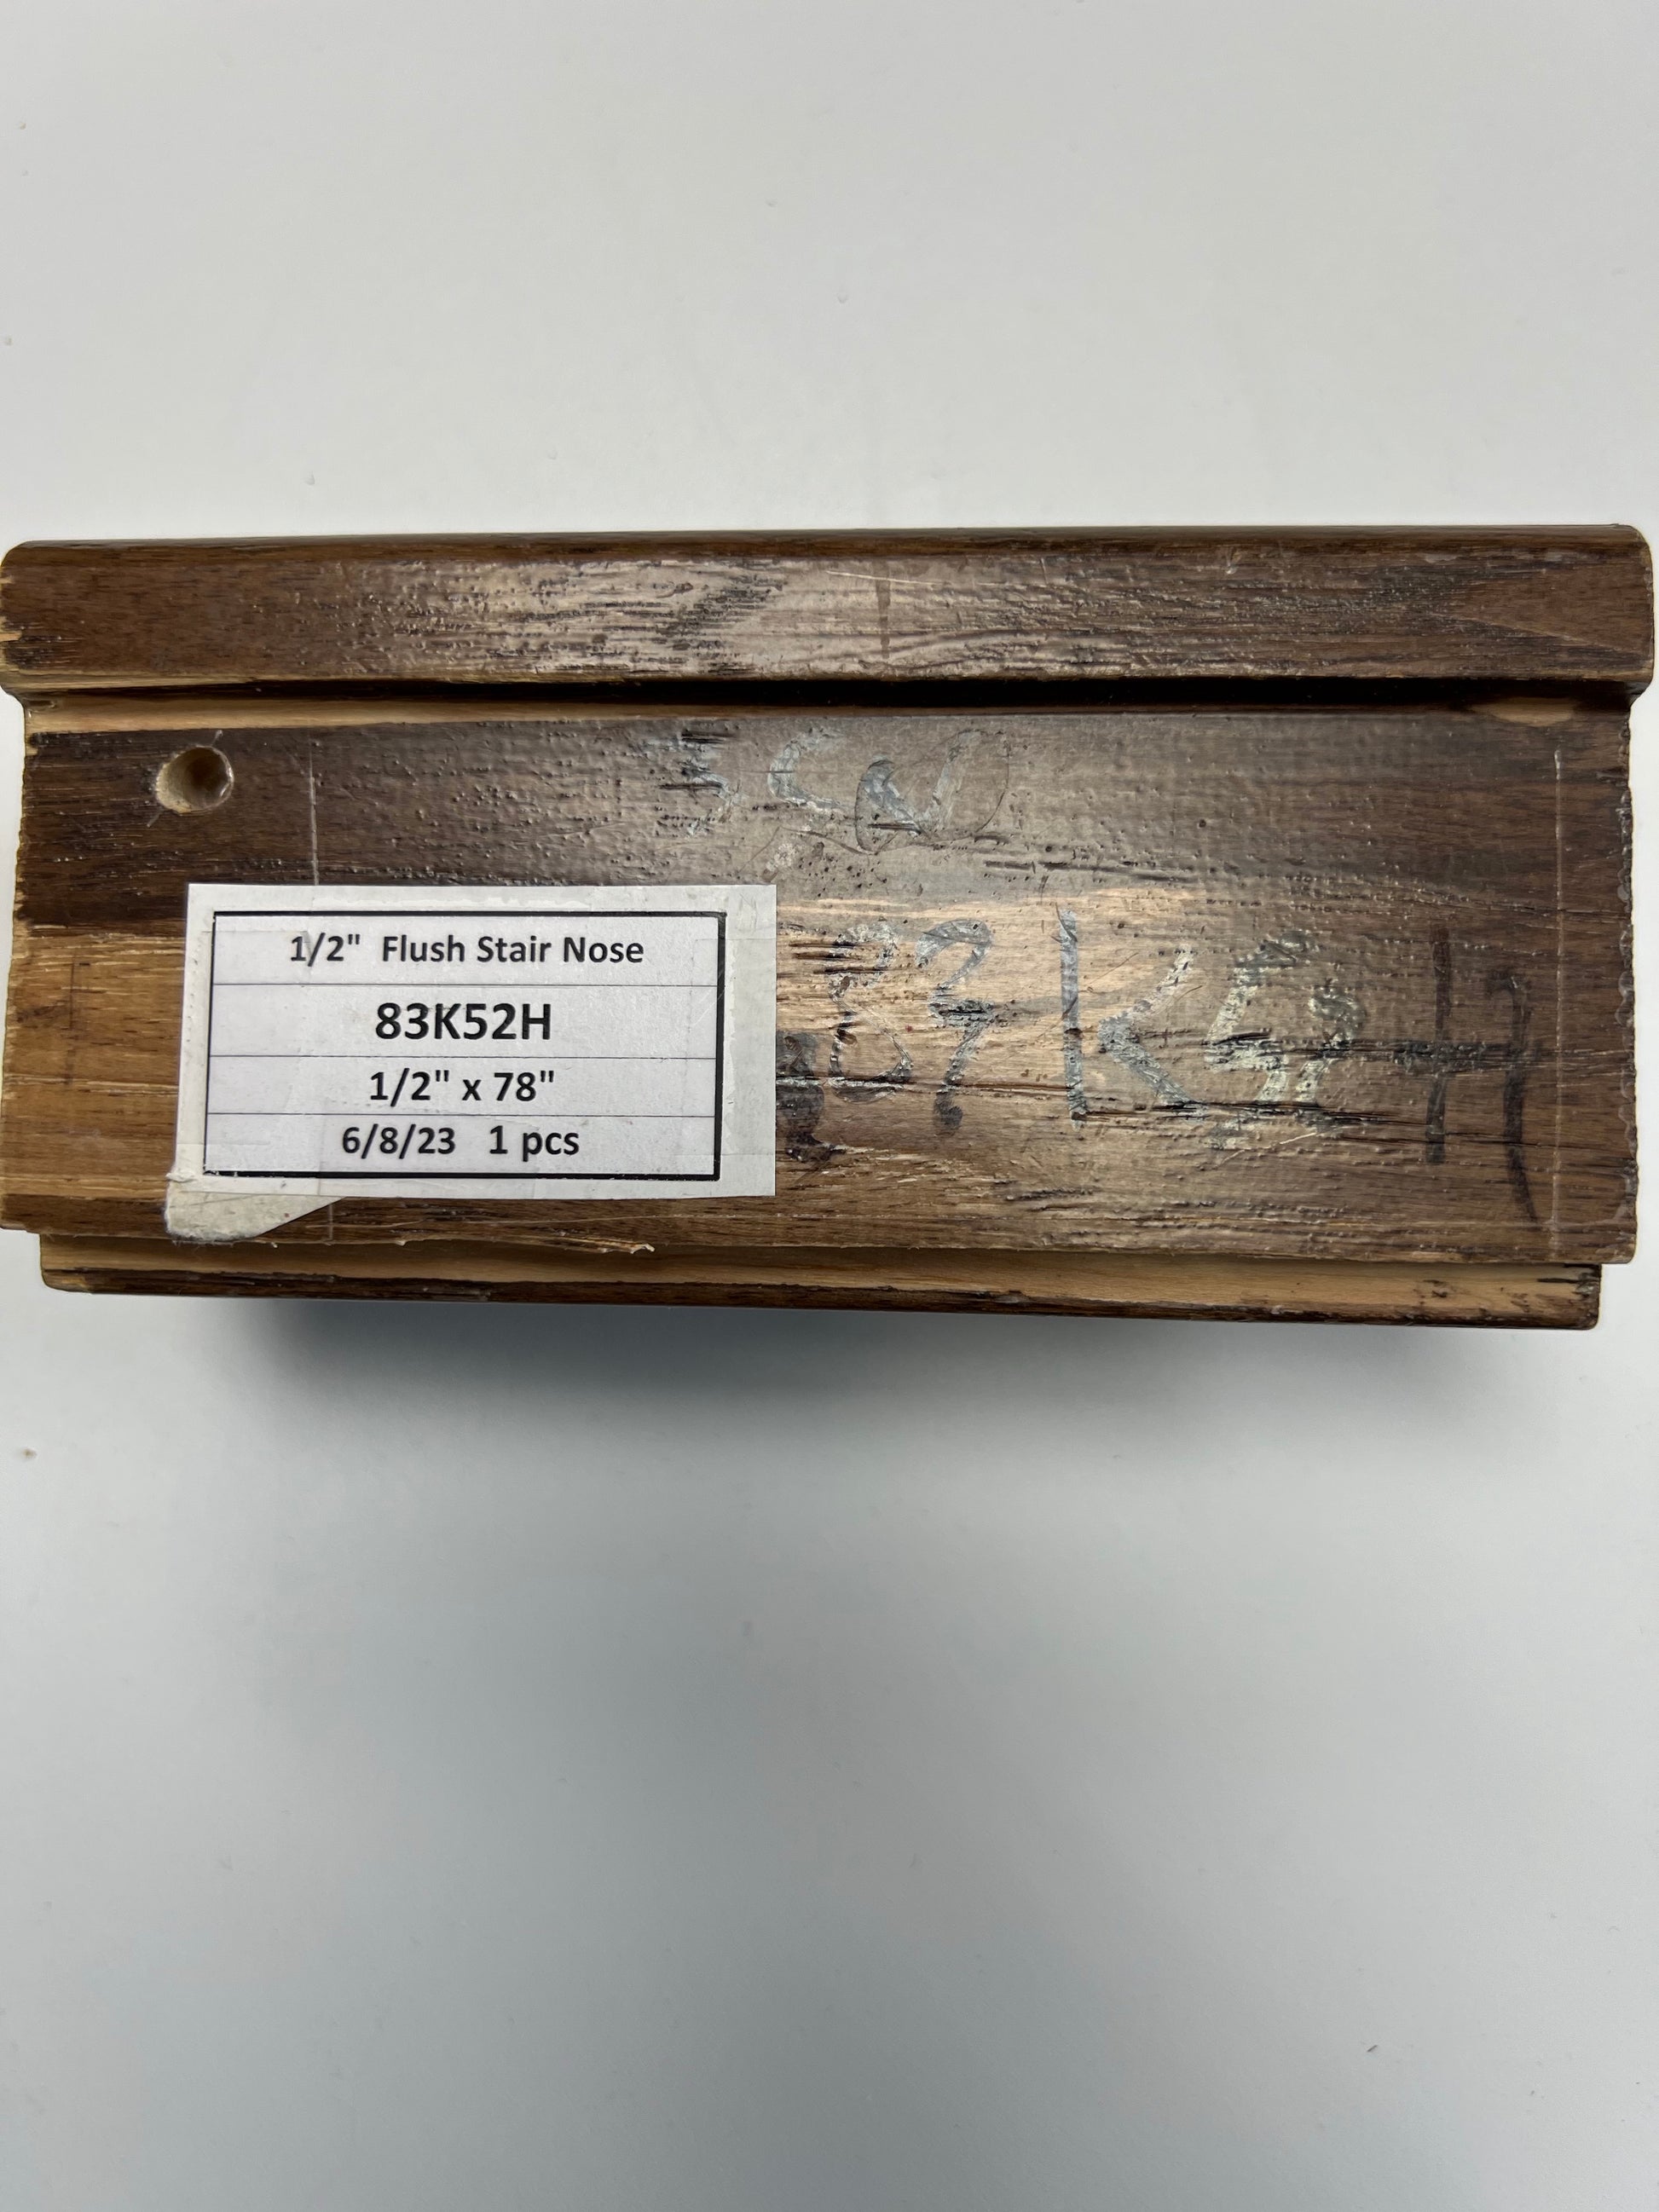 1/2" Flush Stair Nose
83K52H
1/2" x 78"
6/8/23 1 pcs
83K52H